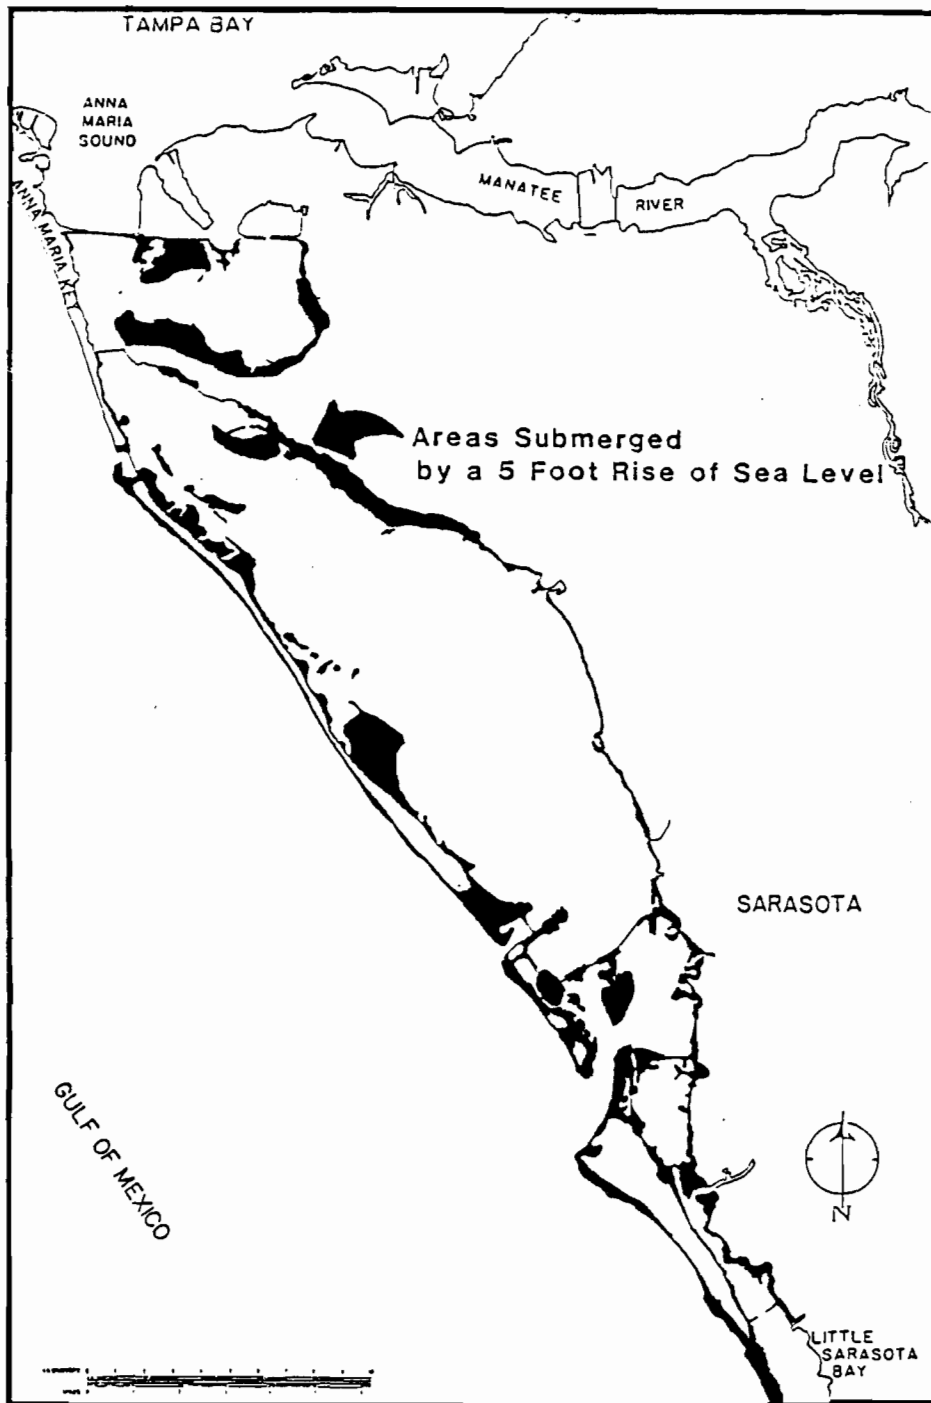 TAMPA BAY
ANNA
MARIA
SOUND
ANNA MARIA KEY
MANATEE
RIVER
Areas Submerged
by a 5 Foot Rise of Sea Level
SARASOTA
GULF OF MEXICO
N
LITTLE
SARASOTA
BAY